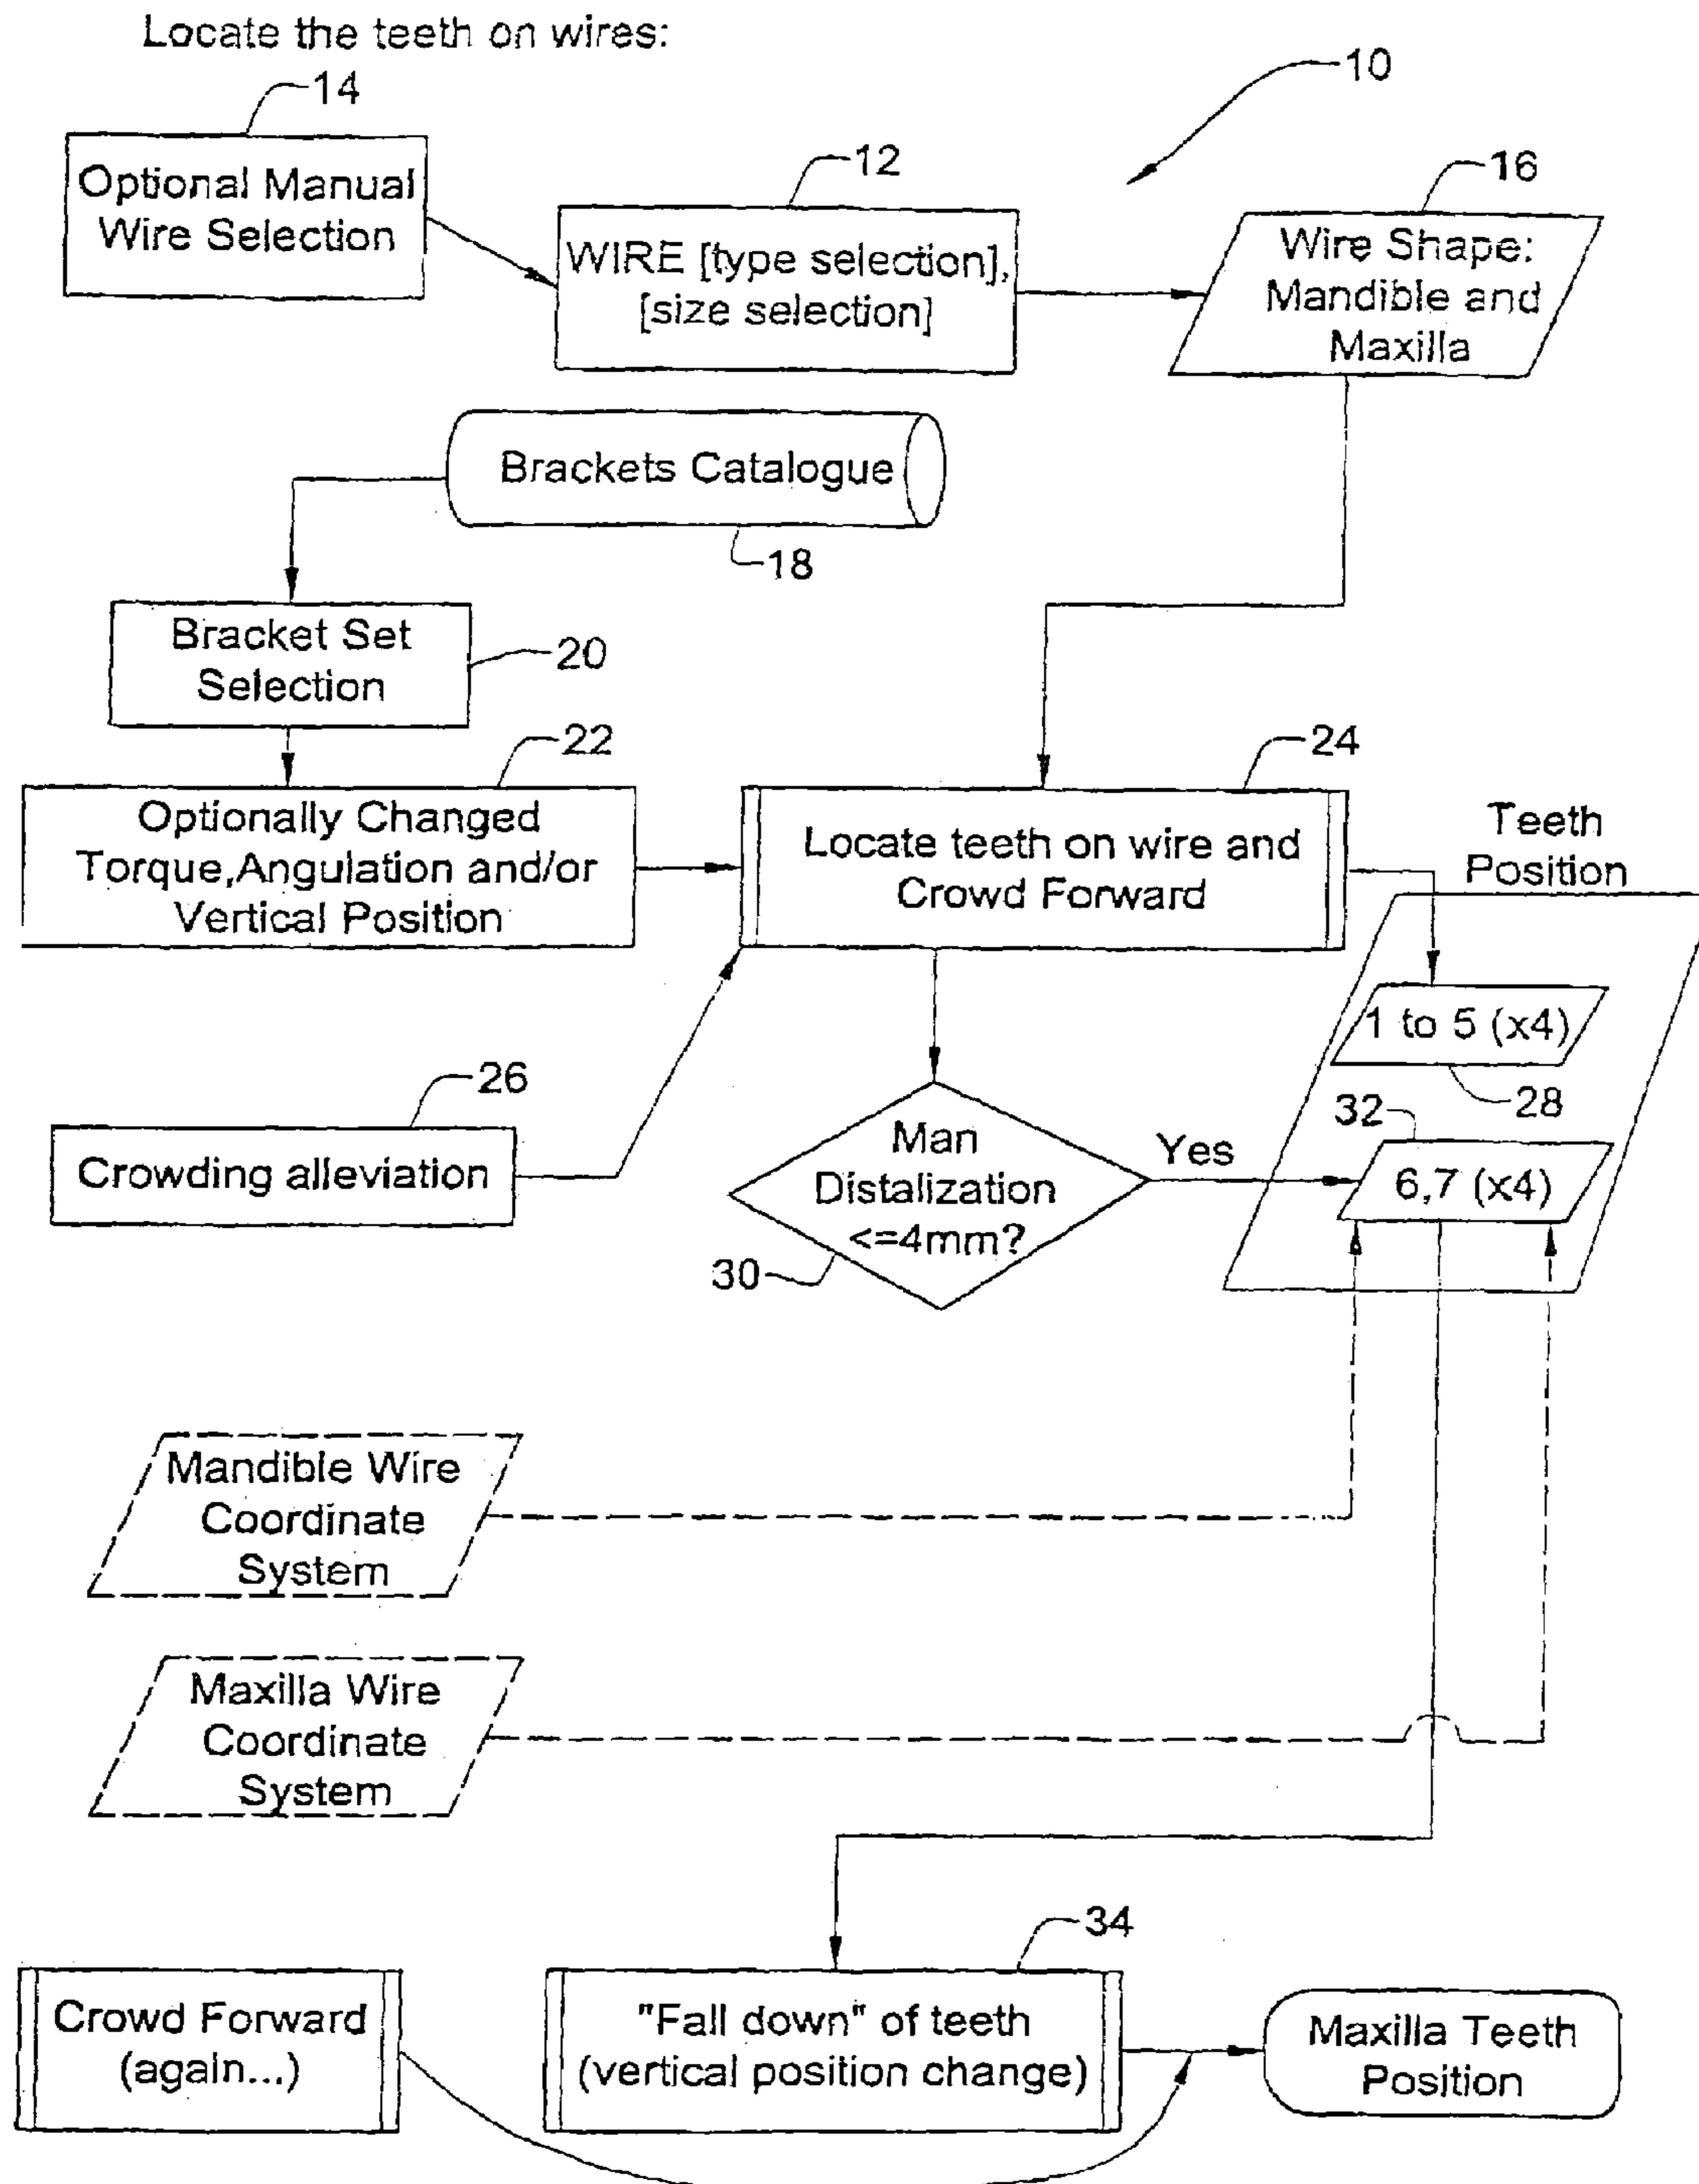 Locate the teeth on wires:
10
14
Optional Manual
Wire Selection
12
WIRE [type selection],
[size selection]
16
Wire Shape:
Mandible and
Maxilla
Brackets Catalogue
18
Bracket Set
Selection
20
22
Optionally Changed
Torque,Angulation and/or
Vertical Position
24
Locate teeth on wire and
Crowd Forward
Teeth
Position
1 to 5 (x4)
28
26
Crowding alleviation
Man
Distalization
<=4mm?
30
Yes
32
6,7 (x4)
Mandible Wire
Coordinate
System
Maxilla Wire
Coordinate
System
34
Crowd Forward
(again...)
"Fall down" of teeth
(vertical position change)
Maxilla Teeth
Position